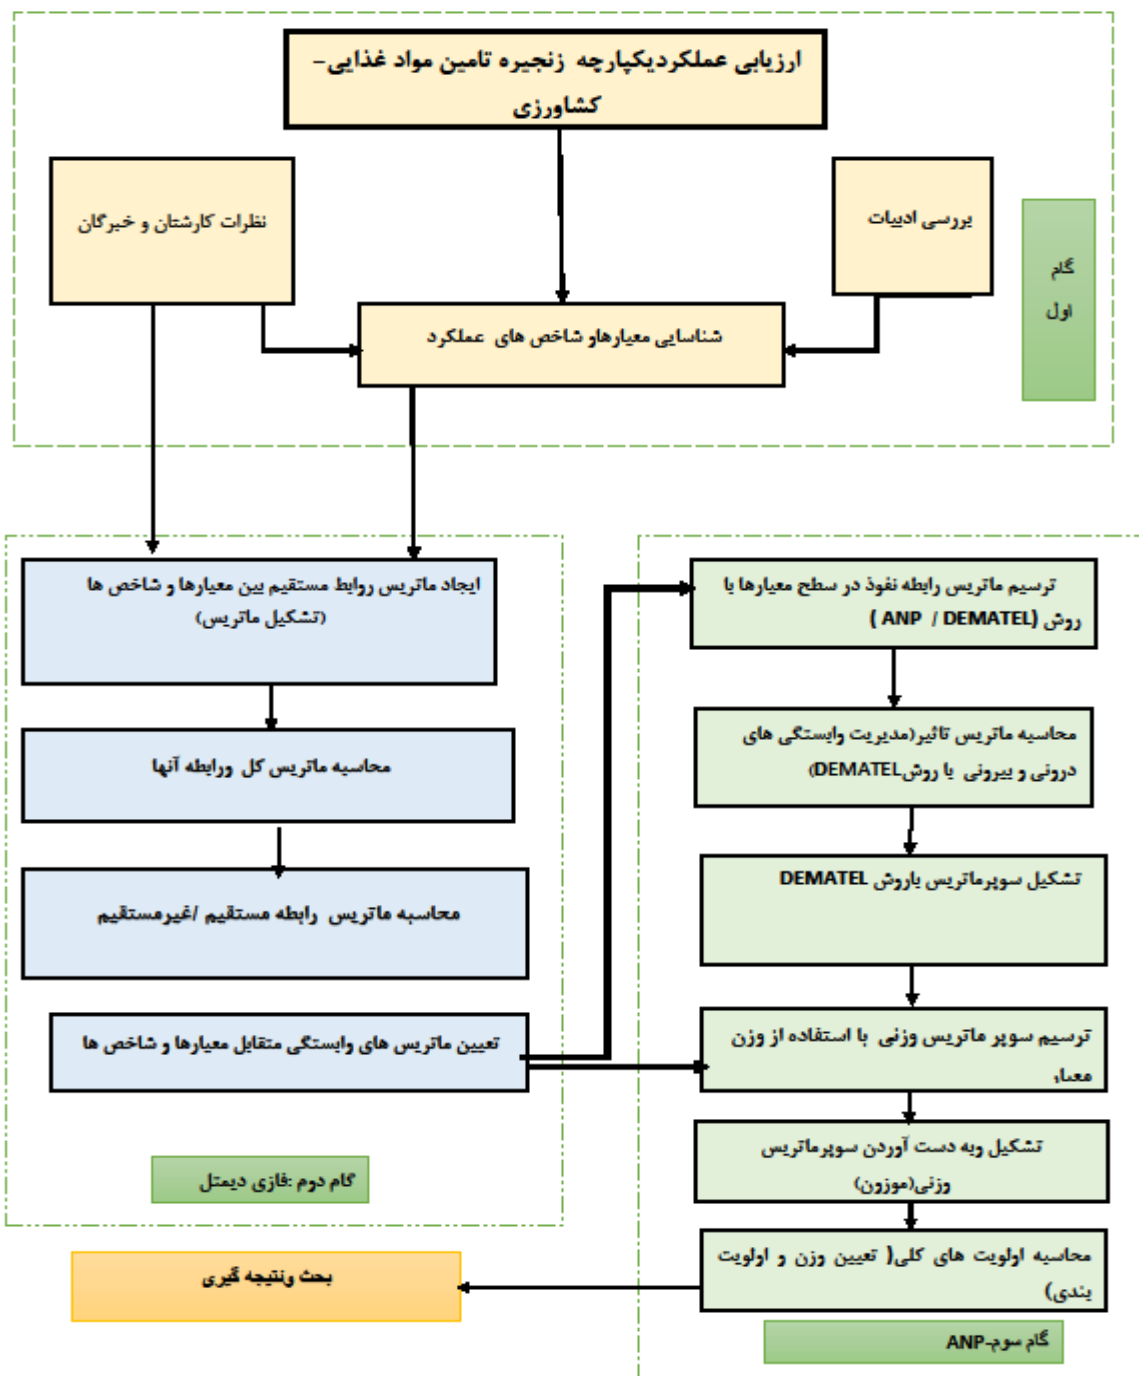 ارزیابی عملکردیکپارچه زنجیره تامین مواد غذایی-
کشاورزی
بررسی ادبیات
نظرات کارشتان و خبرگان
گام
اول
شناسایی معیارهاو شاخص های عملکرد
ایجاد ماتریس روابط مستقیم بین معیارها و شاخص ها
(تشکیل ماتریس)
محاسبه ماتریس کل ورابطه آنها
محاسبه ماتریس رابطه مستقیم /غیرمستقیم
تعیین ماتریس های وابستگی متقابل معیارها و شاخص ها
گام دوم :فازی دیمتل
ترسیم ماتریس رابطه نفوذ در سطح معیارها با
روش (ANP / DEMATEL )
محاسبه ماتریس تاثیر(مدیریت وابستگی های
درونی و بیرونی با روشDEMATEL)
تشکیل سوپرماتریس باروش DEMATEL
ترسیم سوپر ماتریس وزنی با استفاده از وزن
معیار
تشکیل وبه دست آوردن سوپرماتریس
وزنی(موزون)
محاسبه اولویت های کلی( تعیین وزن و اولویت
بندی)
گام سوم-ANP
بحث ونتیجه گیری